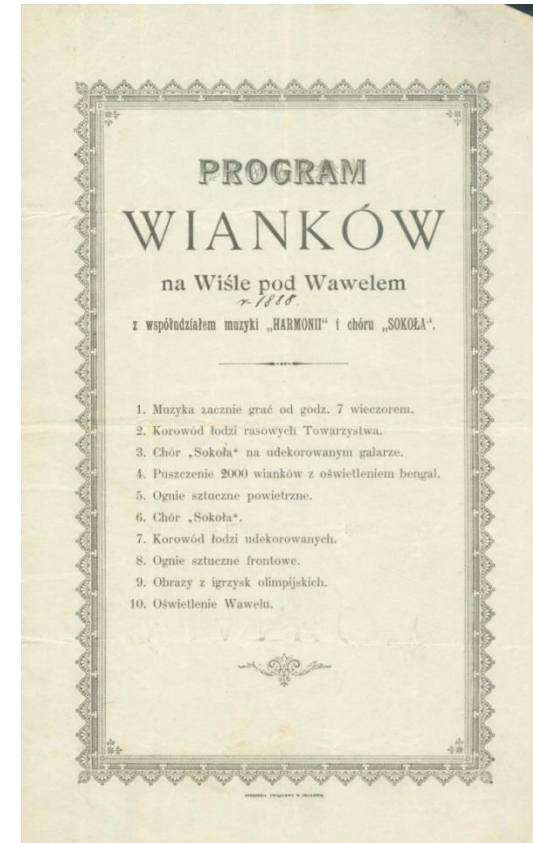 PROGRAM
WIANKÓW
na Wiśle pod Wawelem
r. 1888.
z współudziałem muzyki „HARMONII“ i chóru „SOKOŁA“.
1. Muzyka zacznie grać od godz. 7 wieczorem.
2. Korowód łodzi rasowych Towarzystwa.
3. Chór „Sokoła“ na udekorowanym galarze.
4. Puszczenie 2000 wianków z oświetleniem bengal.
5. Ognie sztuczne powietrzne.
6. Chór „Sokoła“.
7. Korowód łodzi udekorowanych.
8. Ognie sztuczne frontowe.
9. Obrazy z igrzysk olimpijskich.
10. Oświetlenie Wawelu.